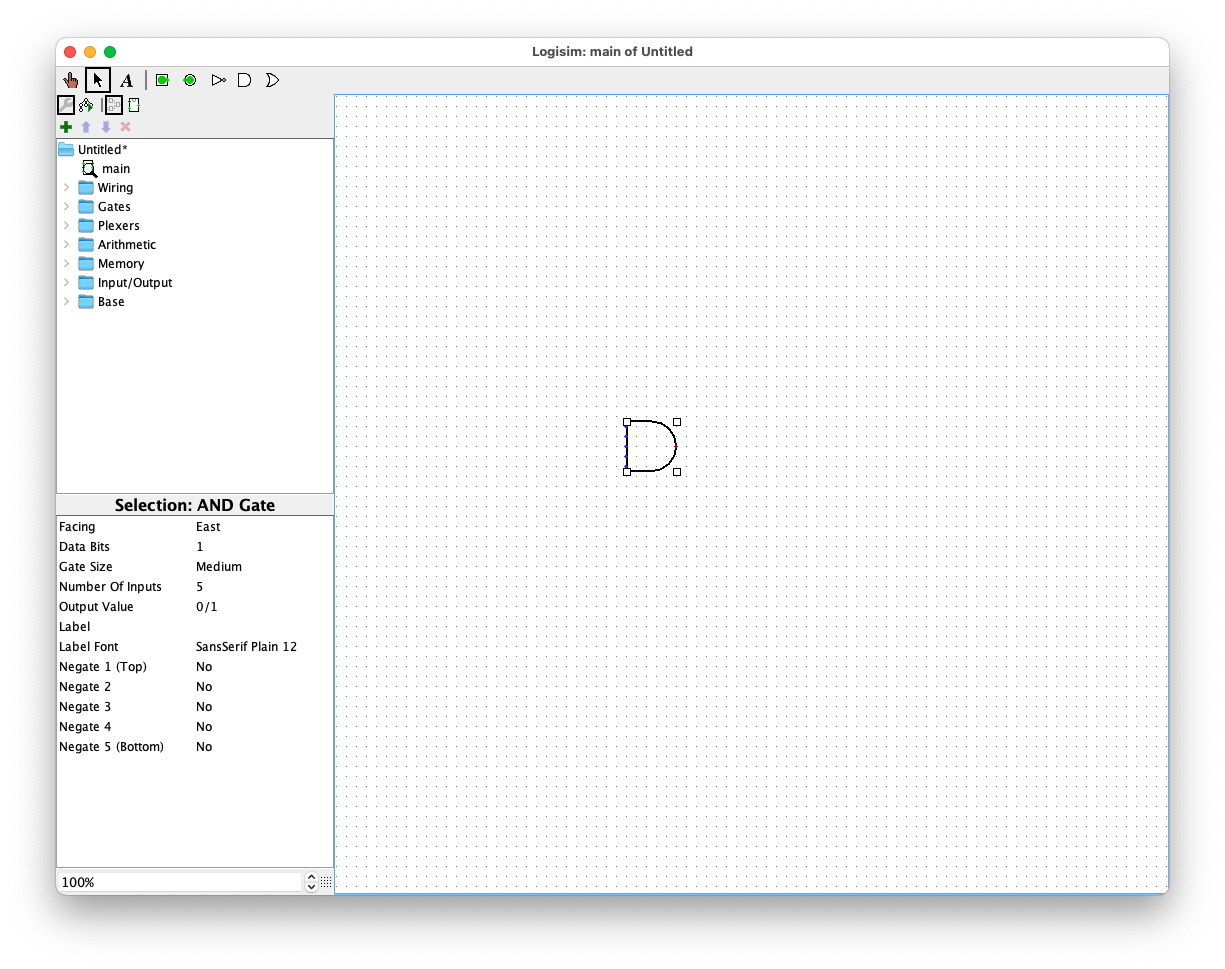 Logisim: main of Untitled
A
Untitled*
main
Wiring
Gates
Plexers
Arithmetic
Memory
Input/Output
Base
Selection: AND Gate
Facing East
Data Bits 1
Gate Size Medium
Number Of Inputs 5
Output Value 0/1
Label
Label Font SansSerif Plain 12
Negate 1 (Top) No
Negate 2 No
Negate 3 No
Negate 4 No
Negate 5 (Bottom) No
100%